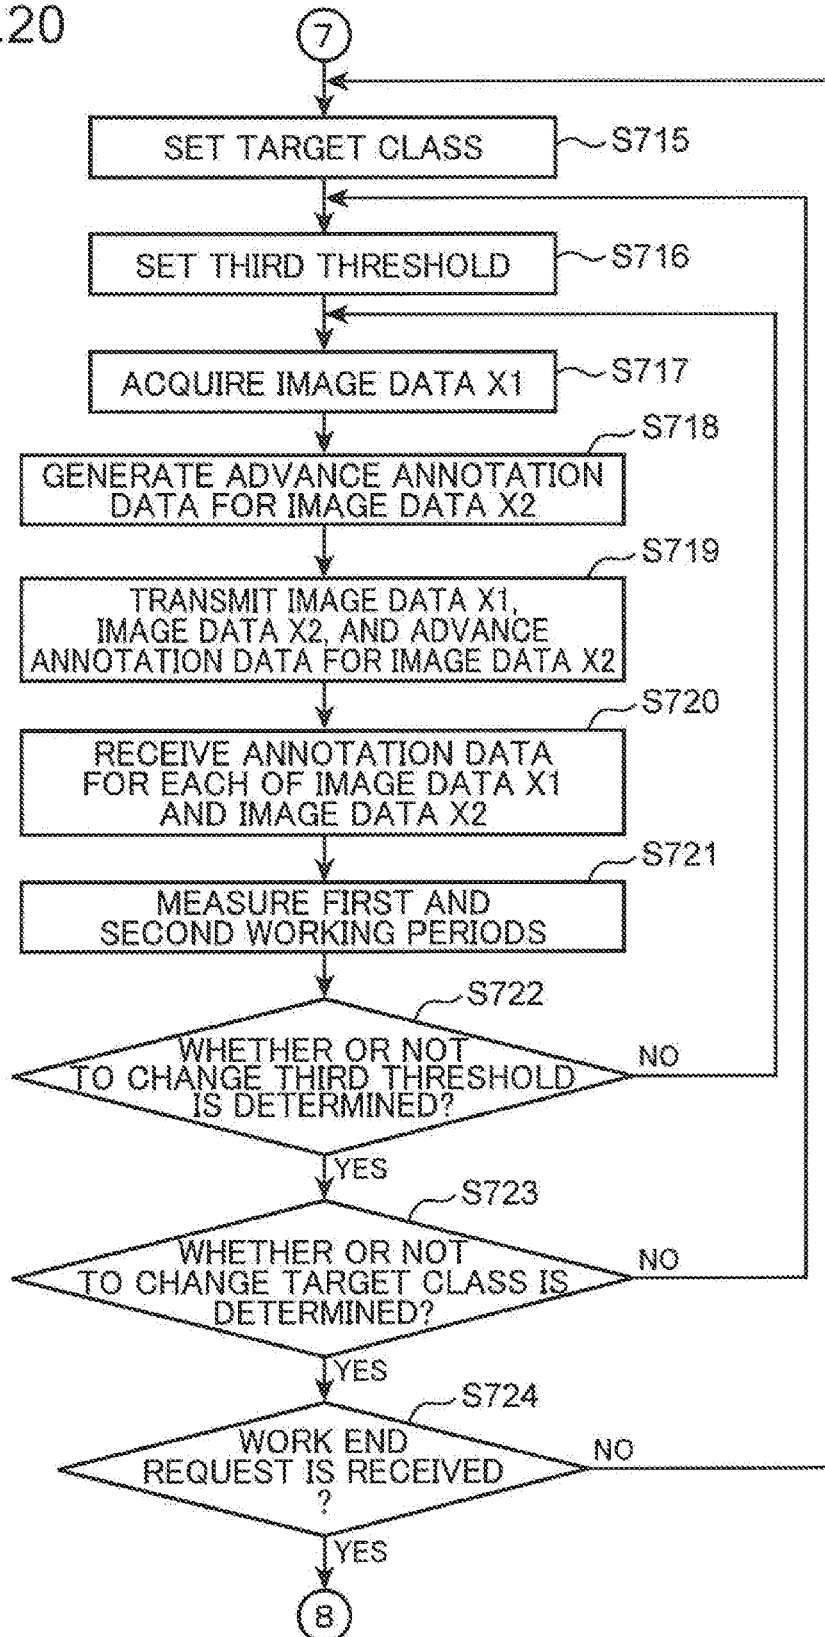 .20
7
SET TARGET CLASS
S715
SET THIRD THRESHOLD
S716
ACQUIRE IMAGE DATA X1
S717
S718
GENERATE ADVANCE ANNOTATION
DATA FOR IMAGE DATA X2
S719
TRANSMIT IMAGE DATA X1,
IMAGE DATA X2, AND ADVANCE
ANNOTATION DATA FOR IMAGE DATA X2
S720
RECEIVE ANNOTATION DATA
FOR EACH OF IMAGE DATA X1
AND IMAGE DATA X2
S721
MEASURE FIRST AND
SECOND WORKING PERIODS
S722
WHETHER OR NOT
TO CHANGE THIRD THRESHOLD
IS DETERMINED?
NO
YES
S723
WHETHER OR NOT
TO CHANGE TARGET CLASS IS
DETERMINED?
NO
YES
S724
WORK END
REQUEST IS RECEIVED
?
NO
YES
8